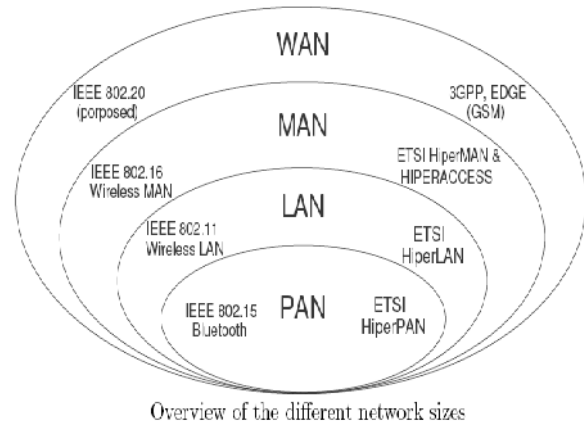 WAN
IEEE 802.20
(porposed)
3GPP, EDGE
(GSM)
MAN
IEEE 802.16
Wireless MAN
ETSI HiperMAN &
HIPERACCESS
LAN
IEEE 802.11
Wireless LAN
ETSI
HiperLAN
PAN
IEEE 802.15
Bluetooth
ETSI
HiperPAN
Overview of the different network sizes